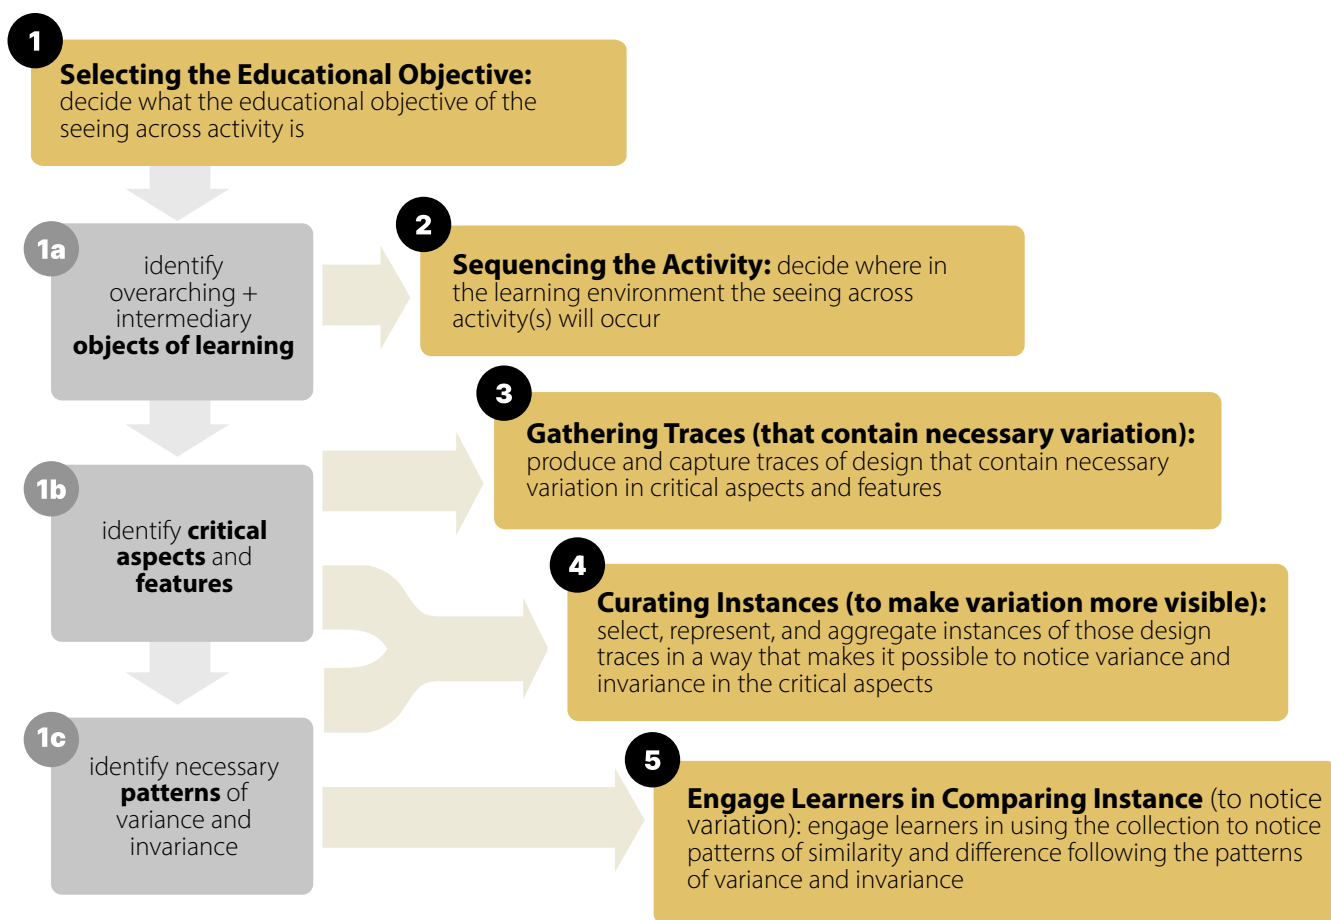 1
Selecting the Educational Objective:
decide what the educational objective of the
seeing across activity is
1a
identify
overarching +
intermediary
objects of learning
2
Sequencing the Activity: decide where in
the learning environment the seeing across
activity(s) will occur
3
Gathering Traces (that contain necessary variation):
produce and capture traces of design that contain necessary
variation in critical aspects and features
1b
identify critical
aspects and
features
4
Curating Instances (to make variation more visible):
select, represent, and aggregate instances of those design
traces in a way that makes it possible to notice variance and
invariance in the critical aspects
1c
identify necessary
patterns of
variance and
invariance
5
Engage Learners in Comparing Instance (to notice
variation): engage learners in using the collection to notice
patterns of similarity and difference following the patterns
of variance and invariance